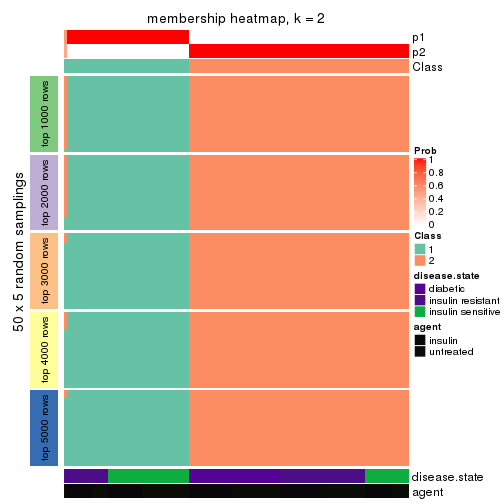 membership heatmap, k = 2
p1
p2
Class
50 x 5 random samplings
top 1000 rows
top 2000 rows
top 3000 rows
top 4000 rows
top 5000 rows
Prob
1
0.8
0.6
0.4
0.2
0
Class
1
2
disease.state
diabetic
insulin resistant
insulin sensitive
agent
insulin
untreated
disease.state
agent